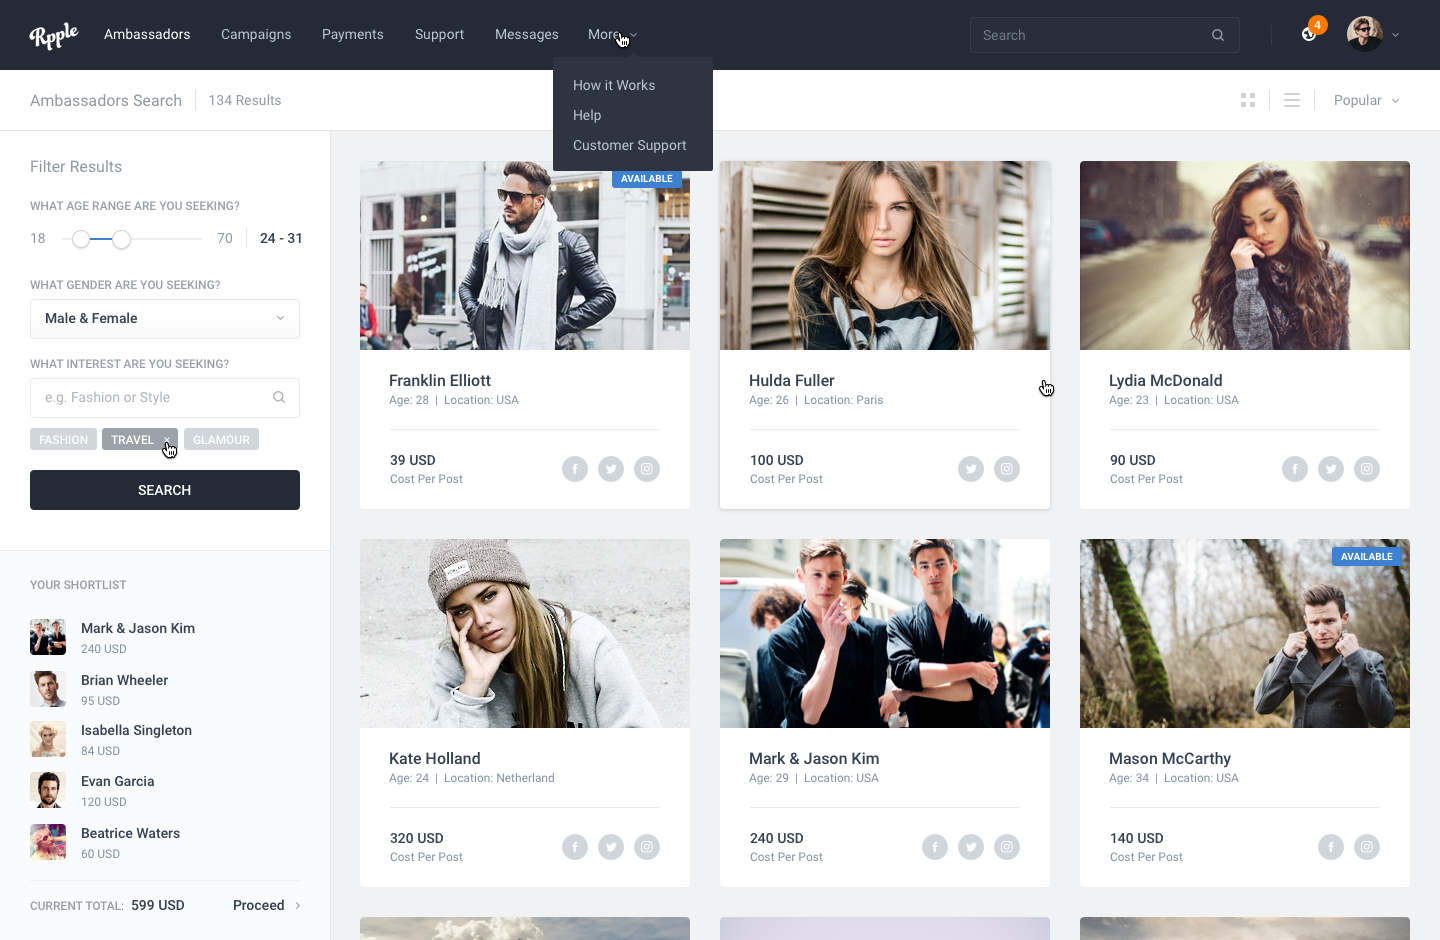 Rpple
Ambassadors
Campaigns
Payments
Support
Messages
More
Search
4
How it Works
Help
Customer Support
Ambassadors Search
134 Results
Popular
Filter Results
WHAT AGE RANGE ARE YOU SEEKING?
18
70
24 - 31
WHAT GENDER ARE YOU SEEKING?
Male & Female
WHAT INTEREST ARE YOU SEEKING?
e.g. Fashion or Style
FASHION
TRAVEL ×
GLAMOUR
SEARCH
YOUR SHORTLIST
Mark & Jason Kim
240 USD
Brian Wheeler
95 USD
Isabella Singleton
84 USD
Evan Garcia
120 USD
Beatrice Waters
60 USD
CURRENT TOTAL: 599 USD
Proceed
AVAILABLE
Franklin Elliott
Age: 28 | Location: USA
39 USD
Cost Per Post
Hulda Fuller
Age: 26 | Location: Paris
100 USD
Cost Per Post
Lydia McDonald
Age: 23 | Location: USA
90 USD
Cost Per Post
Kate Holland
Age: 24 | Location: Netherland
320 USD
Cost Per Post
Mark & Jason Kim
Age: 29 | Location: USA
240 USD
Cost Per Post
AVAILABLE
Mason McCarthy
Age: 34 | Location: USA
140 USD
Cost Per Post